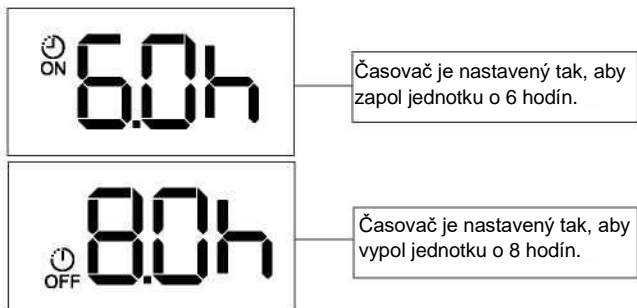 ON 6.0h
Časovač je nastavený tak, aby
zapol jednotku o 6 hodín.
OFF 8.0h
Časovač je nastavený tak, aby
vypol jednotku o 8 hodín.